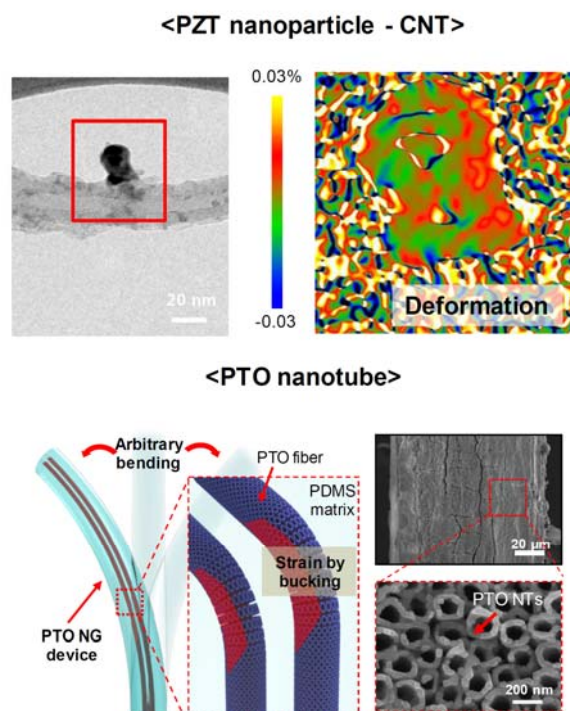 <PZT nanoparticle - CNT>
20 nm
0.03%
-0.03
Deformation
<PTO nanotube>
Arbitrary
bending
PTO fiber
PDMS
matrix
Strain by
bucking
PTO NG
device
20 μm
PTO NTs
200 nm